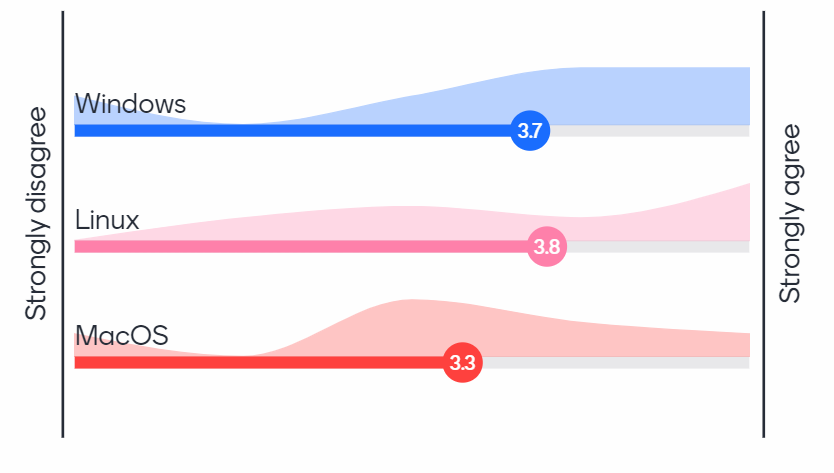 Strongly disagree
Windows
3.7
Linux
3.8
MacOS
3.3
Strongly agree